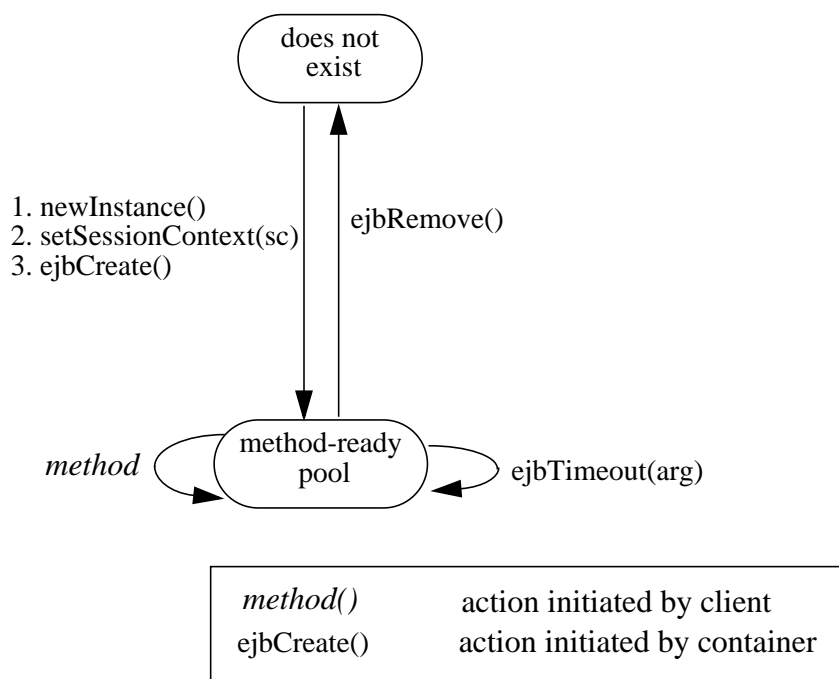 does not
exist
1. newInstance()
2. setSessionContext(sc)
3. ejbCreate()
ejbRemove()
method-ready
pool
method
ejbTimeout(arg)
method() action initiated by client
ejbCreate() action initiated by container